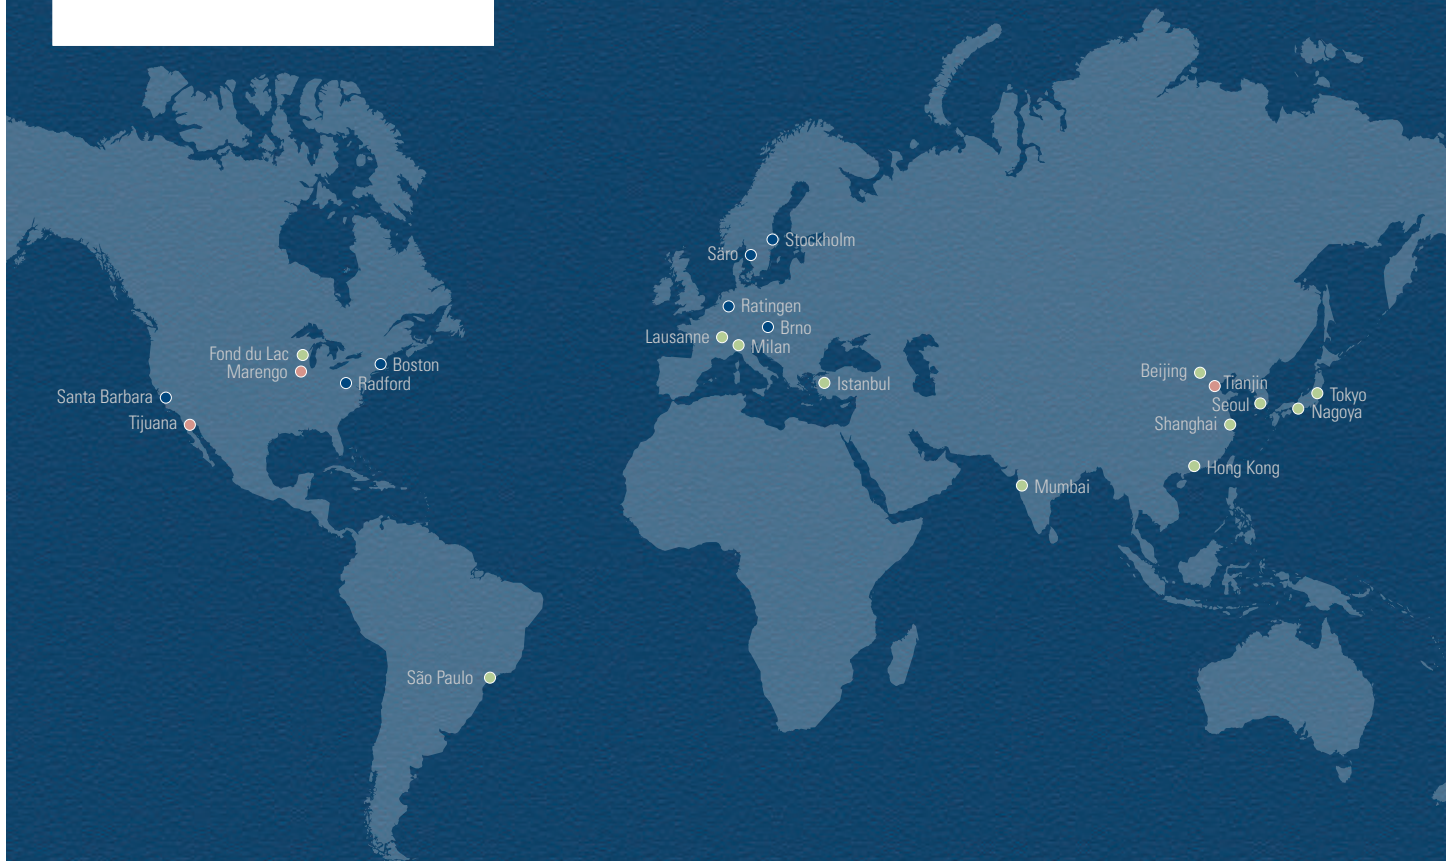 Stockholm
Säro
Ratingen
Brno
Lausanne
Milan
Fond du Lac
Boston
Marengo
Radford
Istanbul
Beijing
Tianjin
Santa Barbara
Tokyo
Seoul
Nagoya
Tijuana
Shanghai
Hong Kong
Mumbai
São Paulo